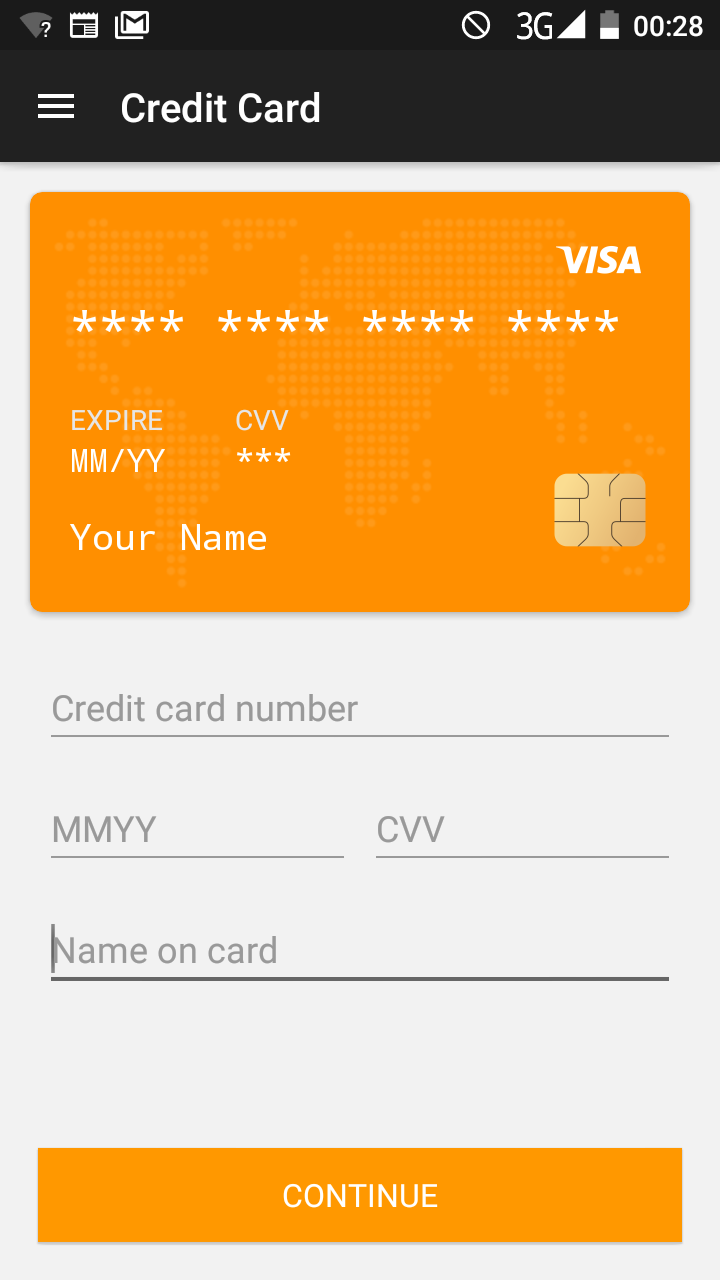 ? 3G 00:28
Credit Card
VISA
**** **** **** ****
EXPIRE CVV
MM/YY ***
Your Name
Credit card number
MMYY CVV
Name on card
CONTINUE